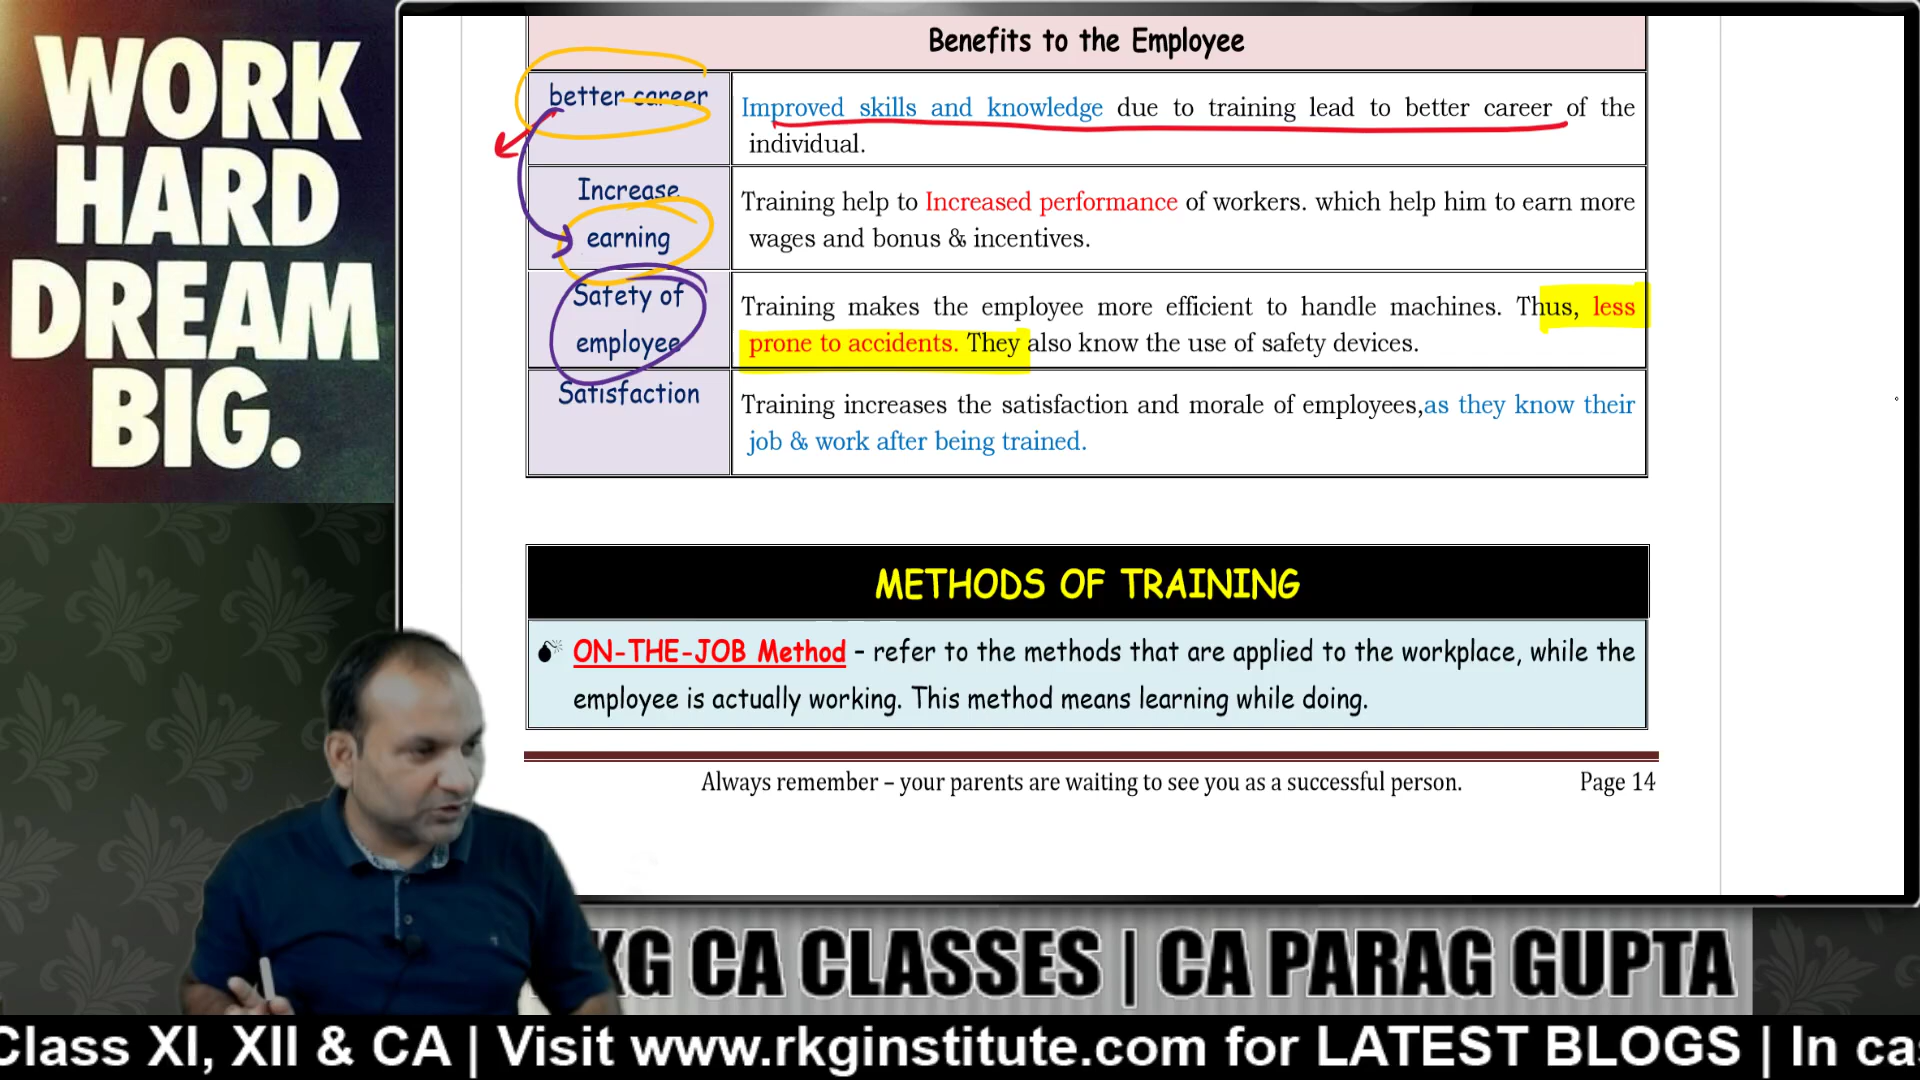 WORK
HARD
DREAM
BIG.
Benefits to the Employee
better career
Improved skills and knowledge due to training lead to better career of the
individual.
Increase
earning
Training help to Increased performance of workers. which help him to earn more
wages and bonus & incentives.
Safety of
employee
Training makes the employee more efficient to handle machines. Thus, less
prone to accidents. They also know the use of safety devices.
Satisfaction
Training increases the satisfaction and morale of employees,as they know their
job & work after being trained.
METHODS OF TRAINING
ON-THE-JOB Method – refer to the methods that are applied to the workplace, while the
employee is actually working. This method means learning while doing.
Always remember – your parents are waiting to see you as a successful person. Page 14
KG CA CLASSES | CA PARAG GUPTA
Class XI, XII & CA | Visit www.rkginstitute.com for LATEST BLOGS | In cas